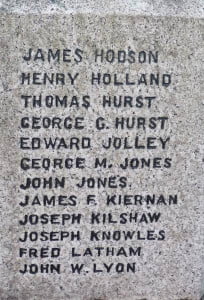 JAMES HODSON
HENRY HOLLAND
THOMAS HURST
GEORGE G. HURST
EDWARD JOLLEY
GEORGE M. JONES
JOHN JONES.
JAMES F. KIERNAN
JOSEPH KILSHAW
JOSEPH KNOWLES
FRED LATHAM
JOHN W. LYON